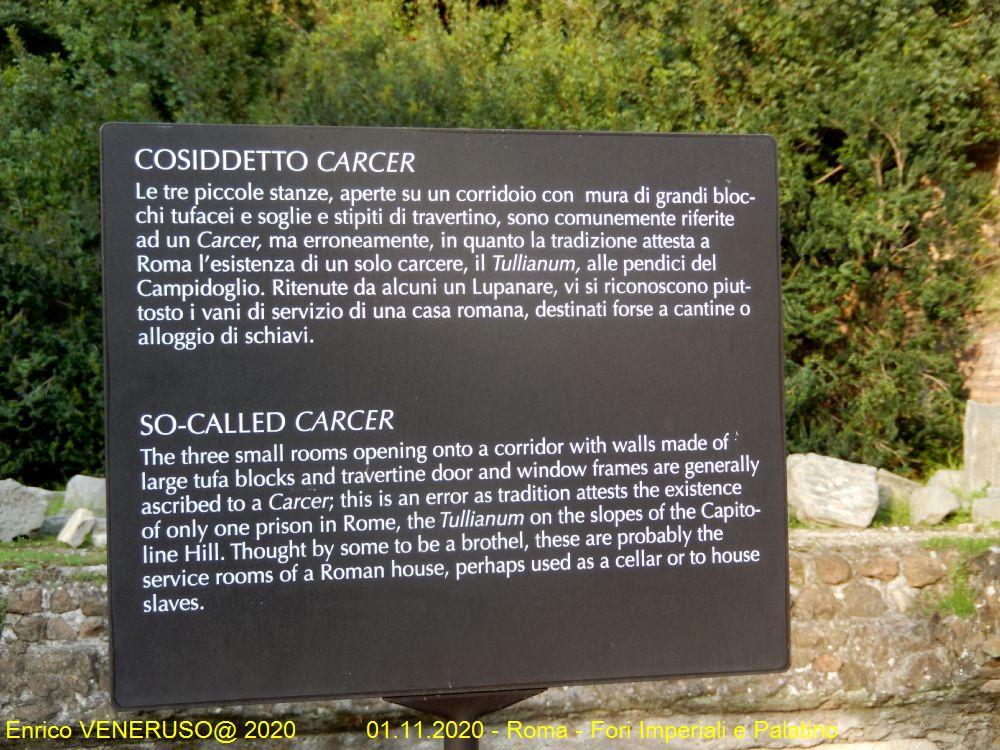 COSIDDETTO CARCER
Le tre piccole stanze, aperte su un corridoio con mura di grandi bloc-
chi tufacei e soglie e stipiti di travertino, sono comunemente riferite
ad un Carcer, ma erroneamente, in quanto la tradizione attesta a
Roma l'esistenza di un solo carcere, il Tullianum, alle pendici del
Campidoglio. Ritenute da alcuni un Lupanare, vi si riconoscono piut-
tosto i vani di servizio di una casa romana, destinati forse a cantine o
alloggio di schiavi.
SO-CALLED CARCER
The three small rooms opening onto a corridor with walls made of
large tufa blocks and travertine door and window frames are generally
ascribed to a Carcer; this is an error as tradition attests the existence
of only one prison in Rome, the Tullianum on the slopes of the Capito-
line Hill. Thought by some to be a brothel, these are probably the
service rooms of a Roman house, perhaps used as a cellar or to house
slaves.
Enrico VENERUSO@ 2020 01.11.2020 - Roma - Fori Imperiali e Palatino